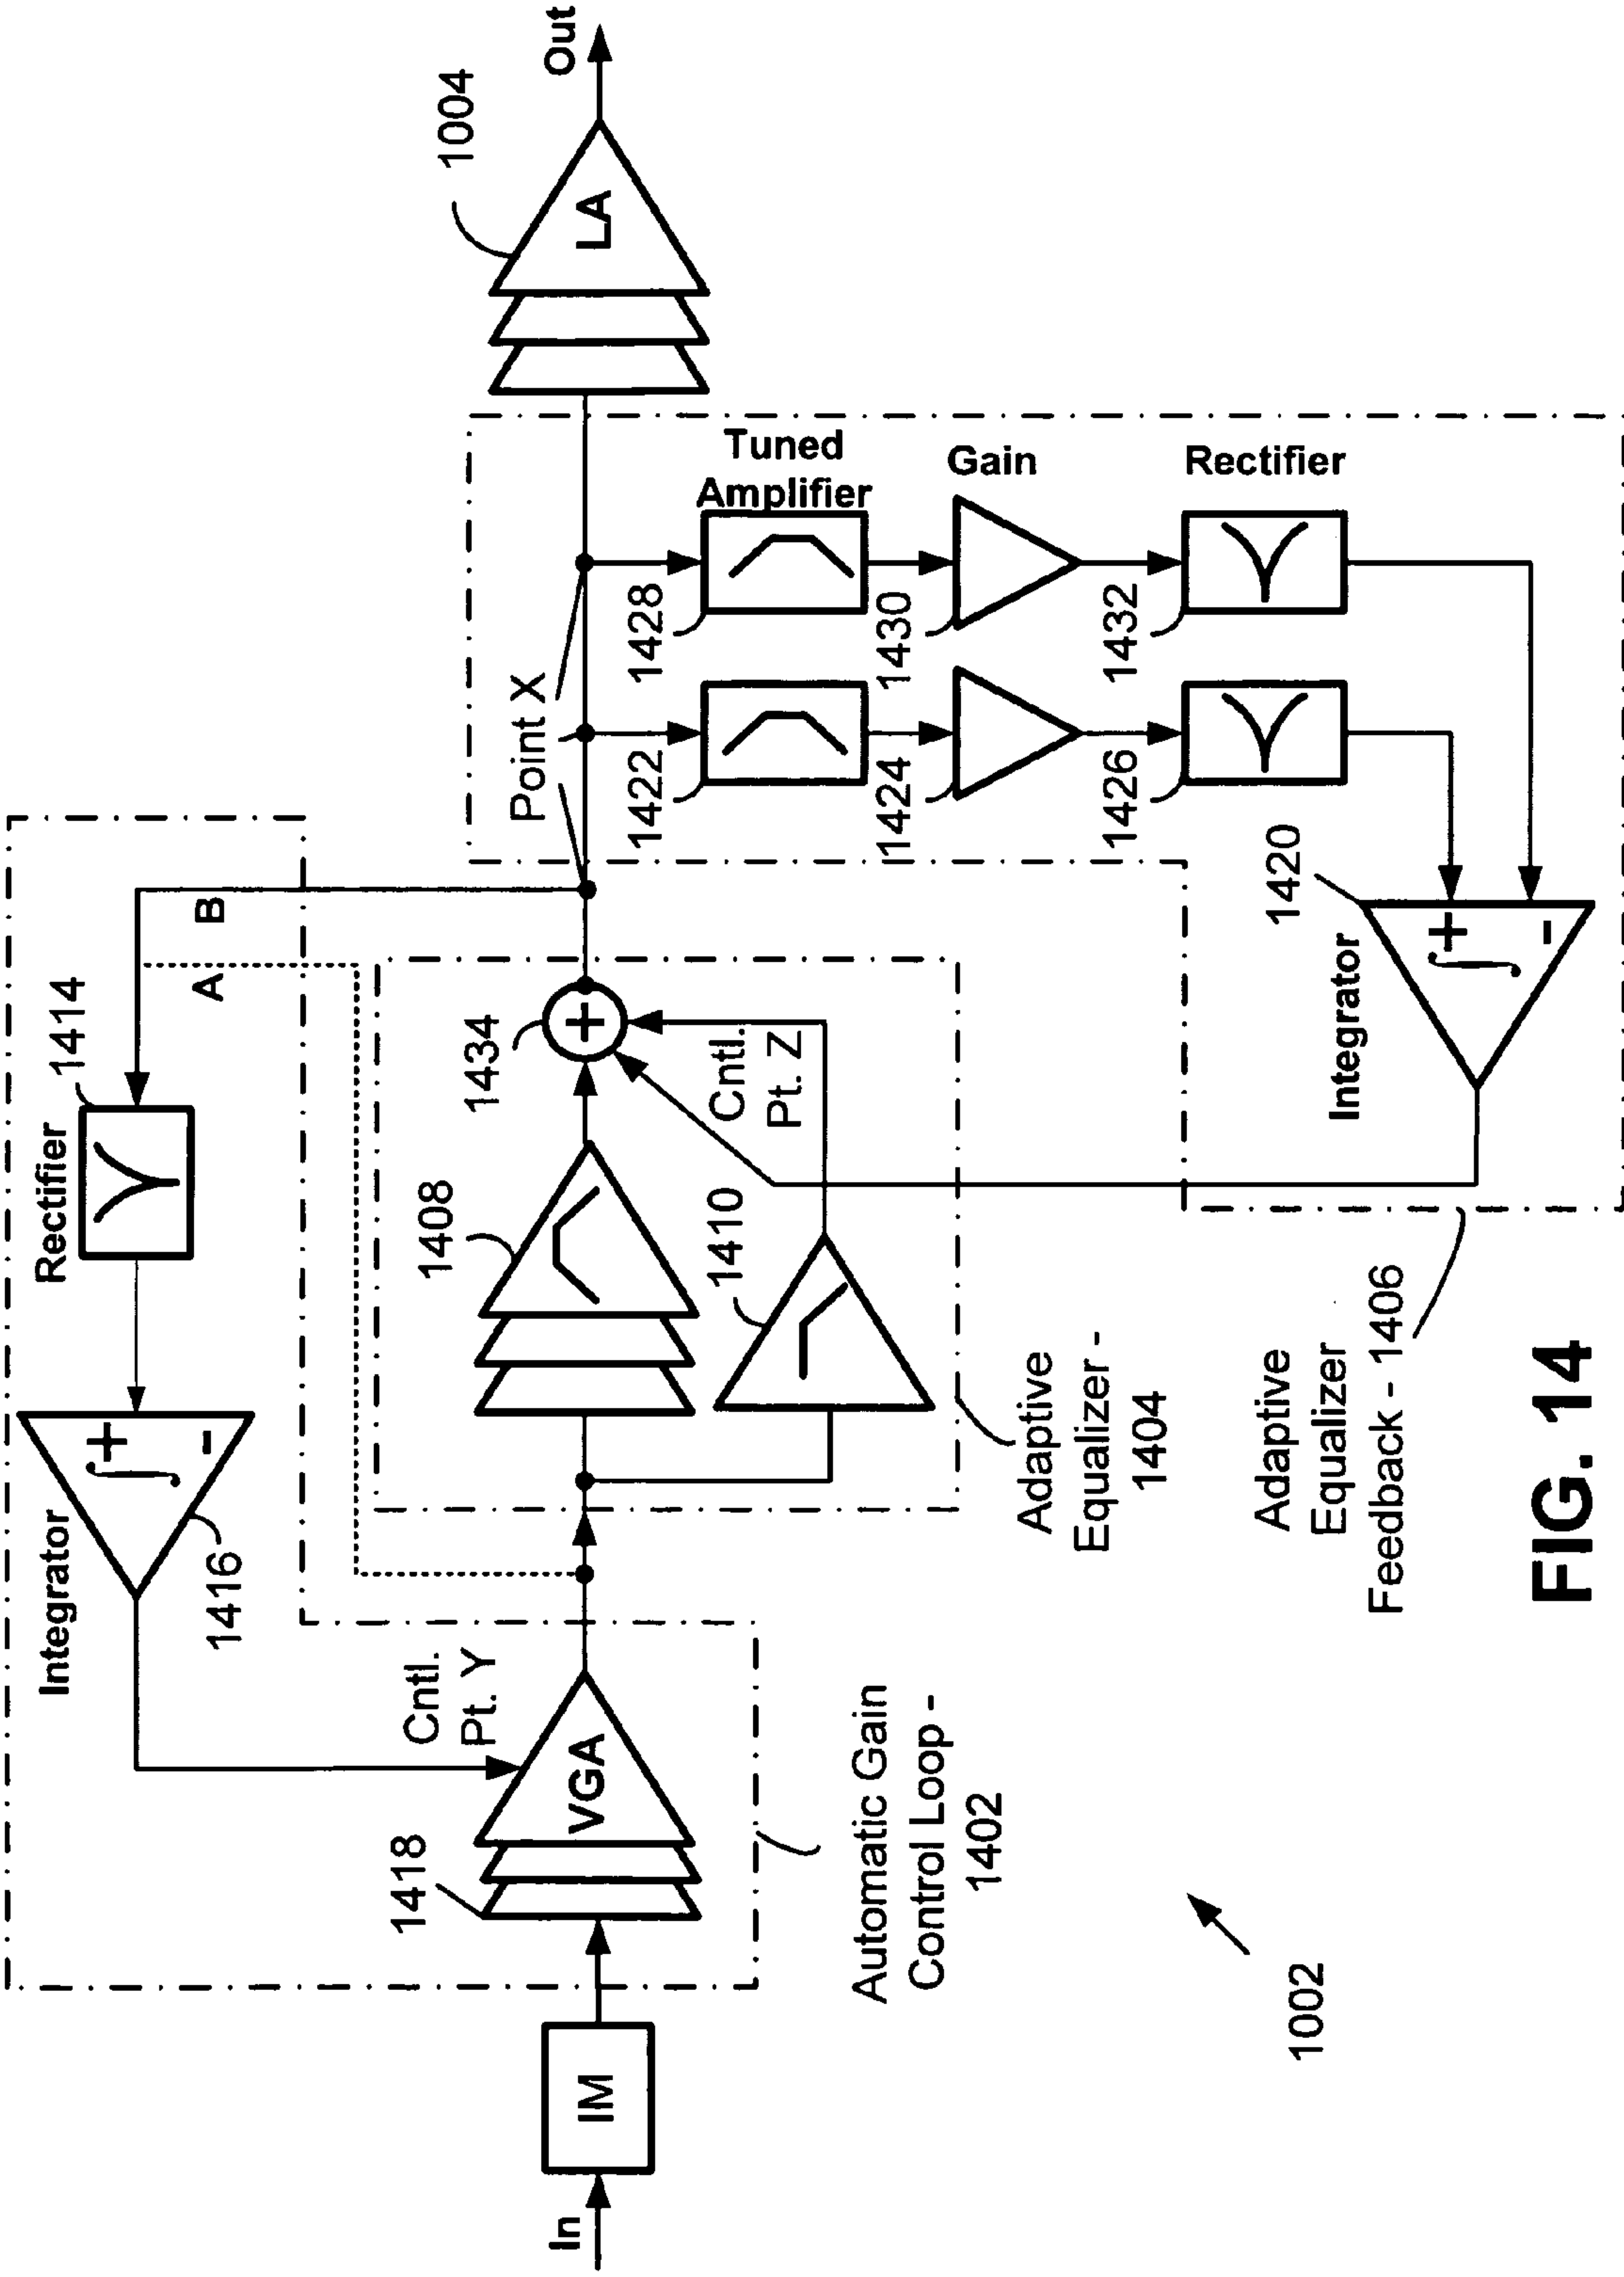 In
IM
1418
VGA
Cntl.
Pt. Y
Automatic Gain
Control Loop -
1402
Integrator
∫+
-
1416
Rectifier
1414
A
B
1408
1410
1434
+
Cntl.
Pt. Z
Adaptive
Equalizer -
1404
Point X
1422
1428
Tuned
Amplifier
1424
1430
Gain
1426
1432
Rectifier
1420
∫+
-
Integrator
Adaptive
Equalizer
Feedback - 1406
LA
1004
Out
1002
FIG. 14